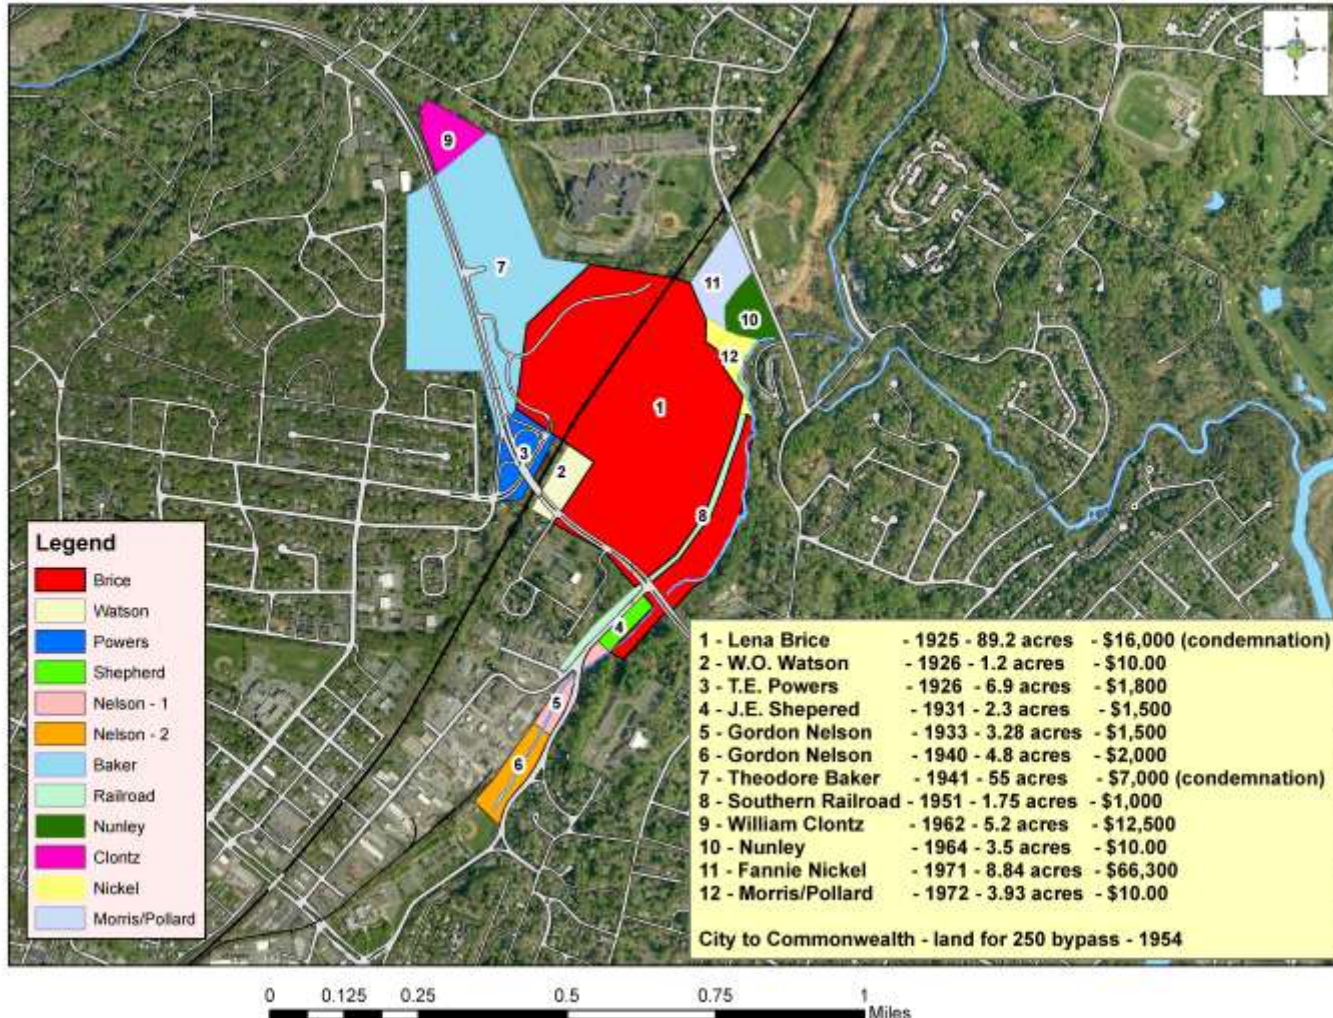 9
7
11
10
12
1
3
2
8
4
5
6
Legend
Brice
Watson
Powers
Shepherd
Nelson - 1
Nelson - 2
Baker
Railroad
Nunley
Clontz
Nickel
Morris/Pollard
1 - Lena Brice - 1925 - 89.2 acres - $16,000 (condemnation)
2 - W.O. Watson - 1926 - 1.2 acres - $10.00
3 - T.E. Powers - 1926 - 6.9 acres - $1,800
4 - J.E. Shepered - 1931 - 2.3 acres - $1,500
5 - Gordon Nelson - 1933 - 3.28 acres - $1,500
6 - Gordon Nelson - 1940 - 4.8 acres - $2,000
7 - Theodore Baker - 1941 - 55 acres - $7,000 (condemnation)
8 - Southern Railroad - 1951 - 1.75 acres - $1,000
9 - William Clontz - 1962 - 5.2 acres - $12,500
10 - Nunley - 1964 - 3.5 acres - $10.00
11 - Fannie Nickel - 1971 - 8.84 acres - $66,300
12 - Morris/Pollard - 1972 - 3.93 acres - $10.00
City to Commonwealth - land for 250 bypass - 1954
0 0.125 0.25 0.5 0.75 1
Miles